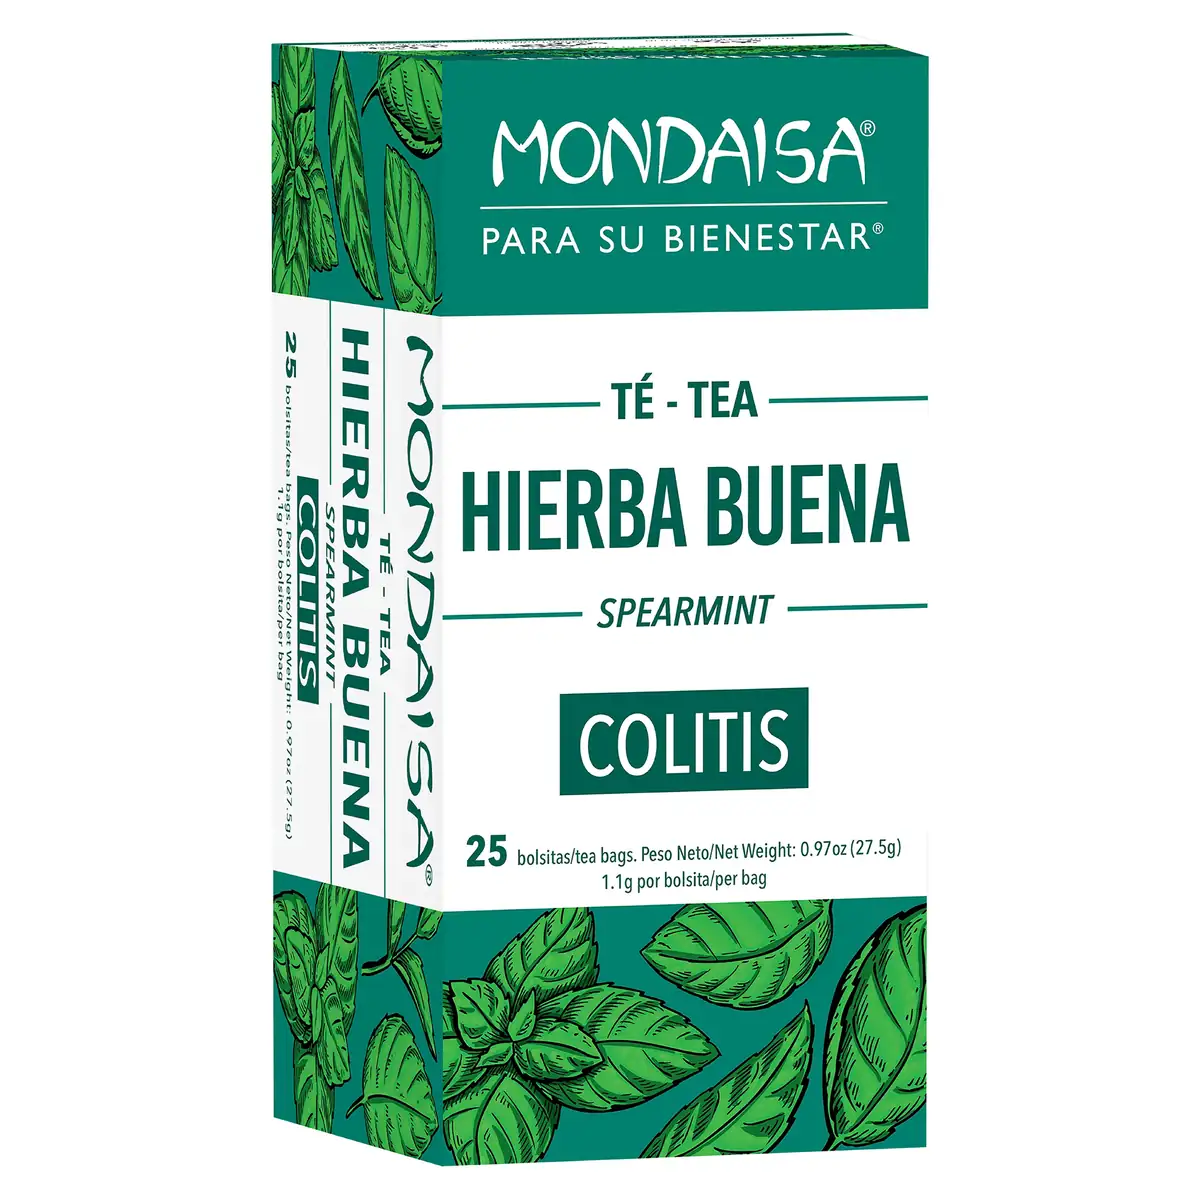 MONDAISA®
PARA SU BIENESTAR®
TÉ - TEA
HIERBA BUENA
SPEARMINT
COLITIS
25 bolsitas/tea bags. Peso Neto/Net Weight: 0.97oz (27.5g)
1.1g por bolsita/per bag
MONDAISA®
TÉ - TEA
HIERBA BUENA
SPEARMINT
COLITIS
25 bolsitas/tea bags. Peso Neto/Net Weight: 0.97oz (27.5g)
1.1g por bolsita/per bag